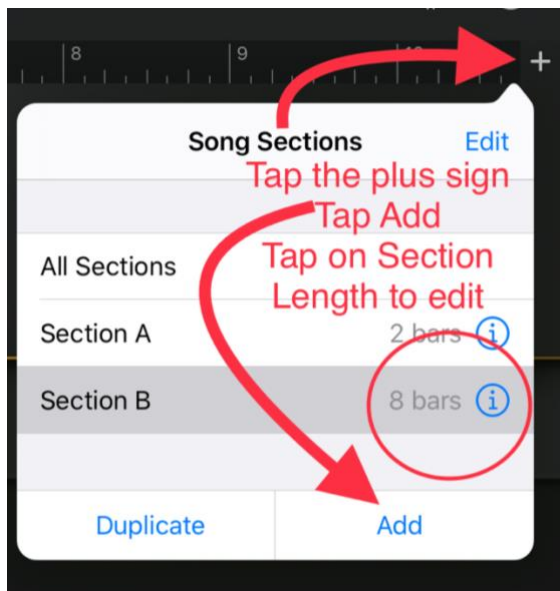 8 9
+
Song Sections Edit
Tap the plus sign
Tap Add
All Sections
Tap on Section
Length to edit
Section A 2 bars i
Section B 8 bars i
Duplicate Add